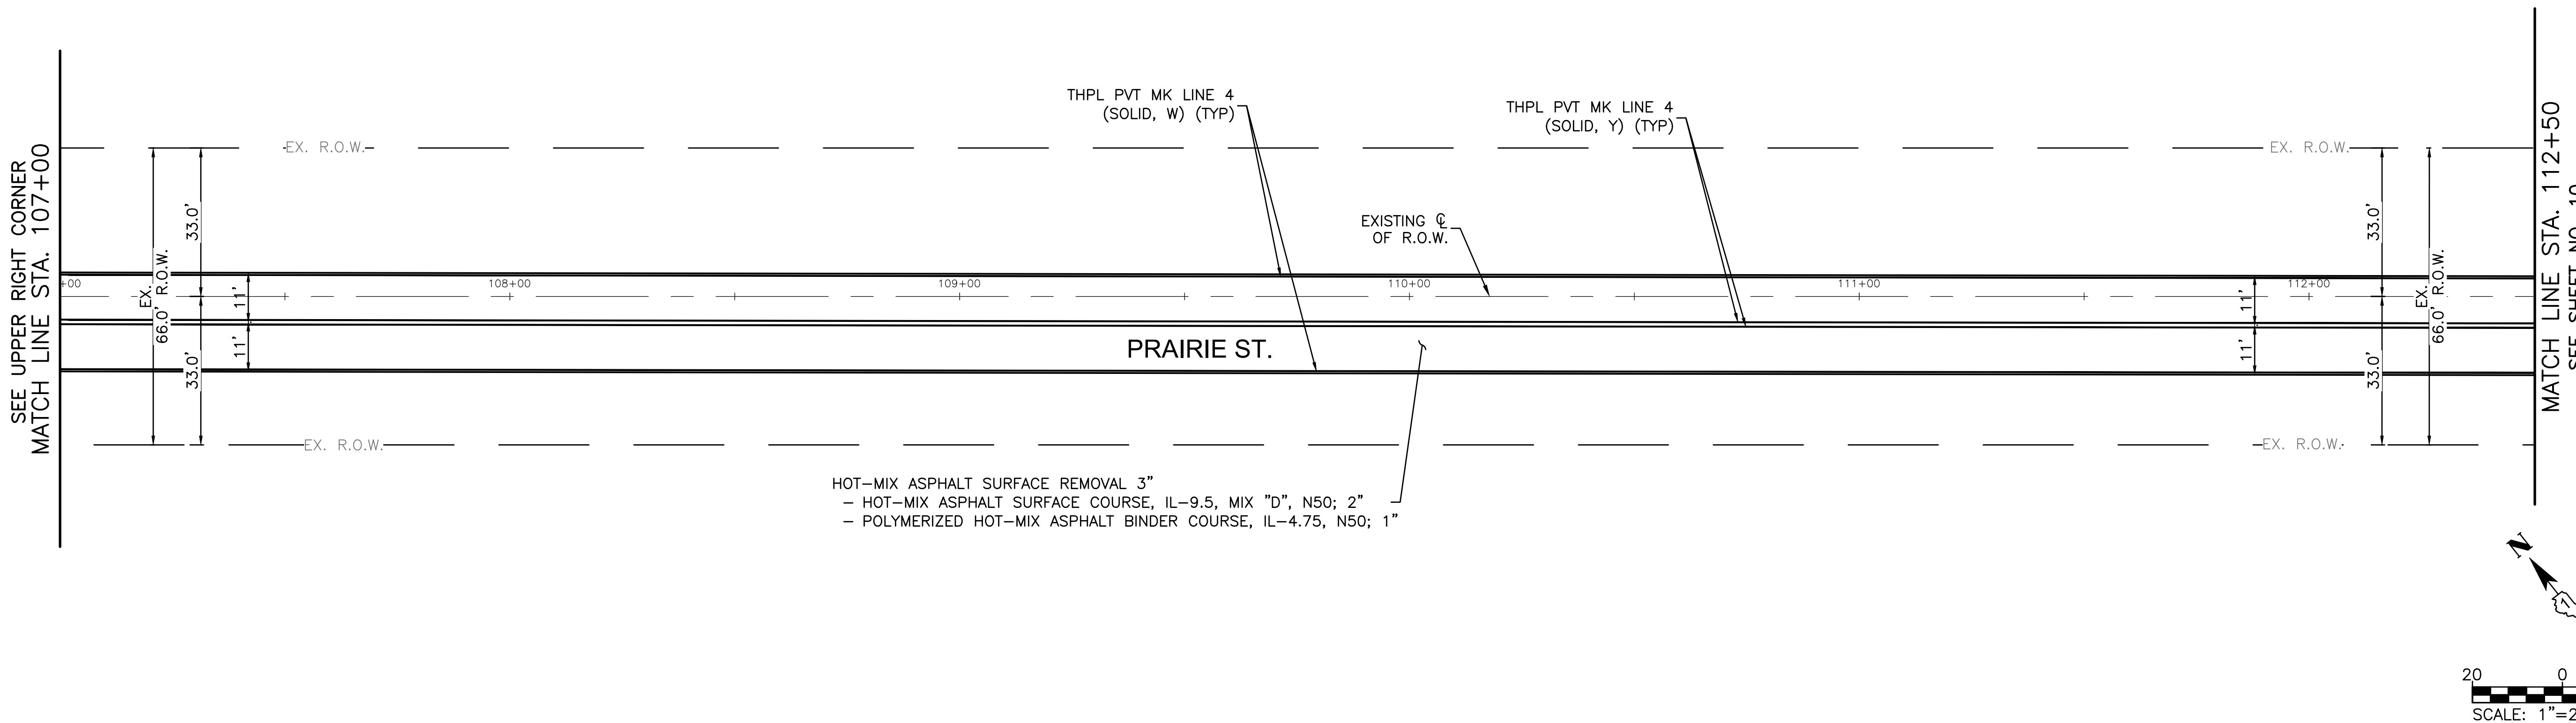 THPL PVT MK LINE 4
(SOLID, W) (TYP)
THPL PVT MK LINE 4
(SOLID, Y) (TYP)
EX. R.O.W.
EX. R.O.W.
SEE UPPER RIGHT CORNER
MATCH LINE STA. 107+00
MATCH LINE STA. 112+50
33.0'
33.0'
EXISTING ℄
OF R.O.W.
EX.
66.0' R.O.W.
EX.
66.0' R.O.W.
+00
108+00
109+00
110+00
111+00
112+00
11'
11'
11'
11'
PRAIRIE ST.
33.0'
33.0'
EX. R.O.W.
EX. R.O.W.
HOT-MIX ASPHALT SURFACE REMOVAL 3"
- HOT-MIX ASPHALT SURFACE COURSE, IL-9.5, MIX "D", N50; 2"
- POLYMERIZED HOT-MIX ASPHALT BINDER COURSE, IL-4.75, N50; 1"
N
20 0
SCALE: 1"=2